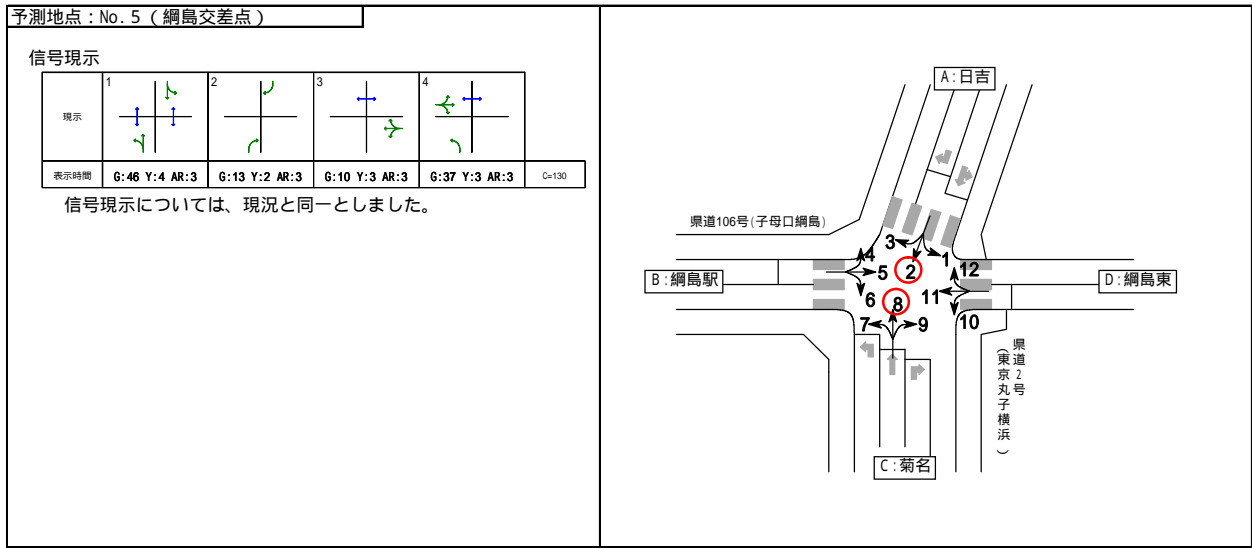 予測地点：No.5（綱島交差点）
信号現示
現示
1
2
3
4
表示時間
G:46 Y:4 AR:3
G:13 Y:2 AR:3
G:10 Y:3 AR:3
G:37 Y:3 AR:3
C=130
信号現示については、現況と同一としました。
A:日吉
県道106号(子母口綱島)
3
1
4
2
12
5
B:綱島駅
D:綱島東
6
8
11
7
9
10
県道2号
（東京丸子横浜）
C:菊名